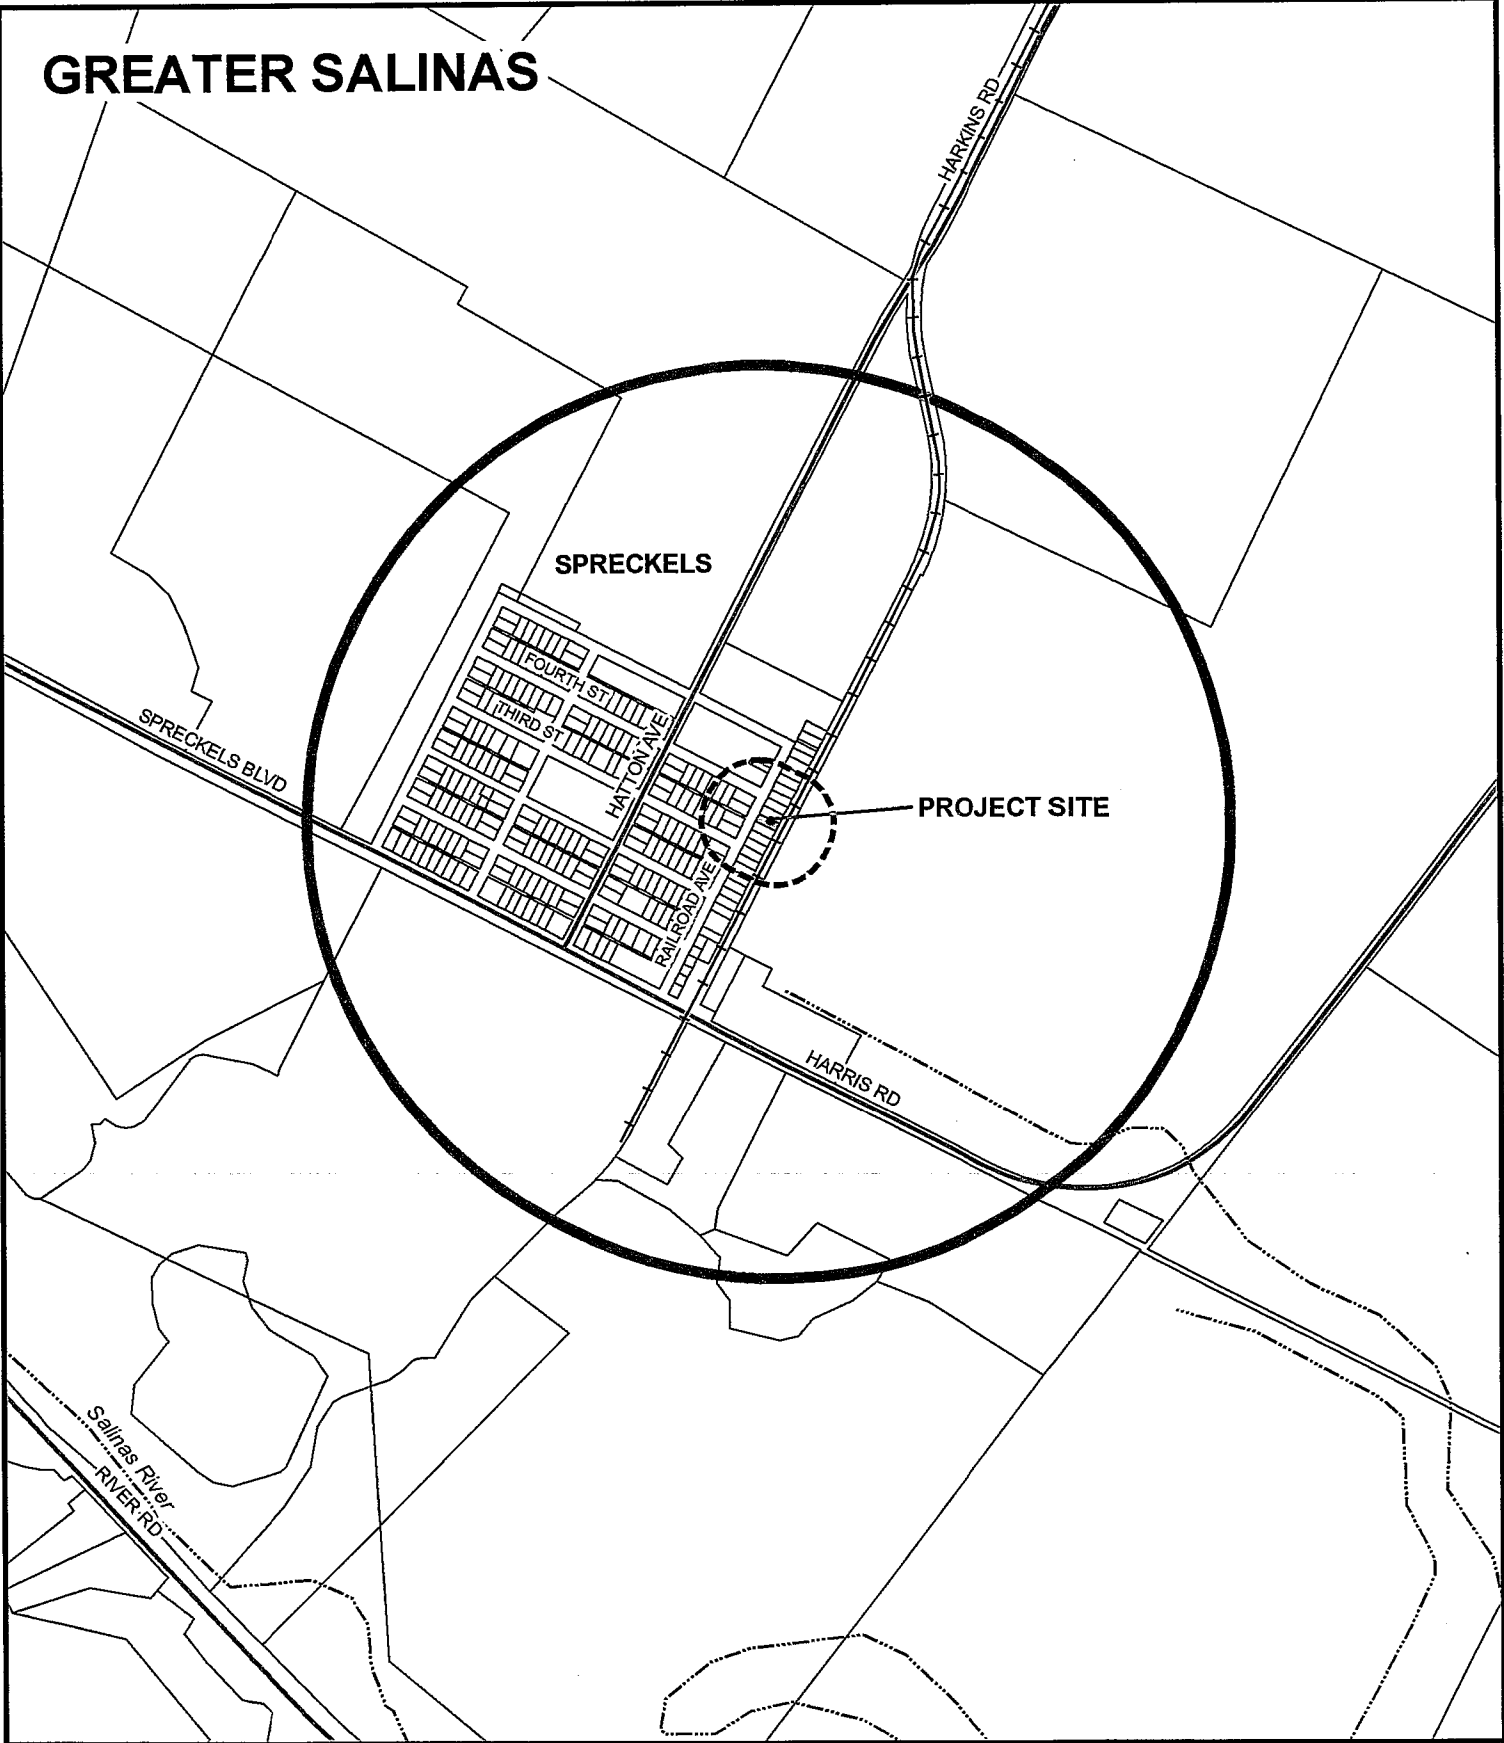 GREATER SALINAS
HARKINS RD
SPRECKELS
FOURTH ST
THIRD ST
HATTON AVE
SPRECKELS BLVD
PROJECT SITE
RAILROAD AVE
HARRIS RD
Salinas River
RIVER RD